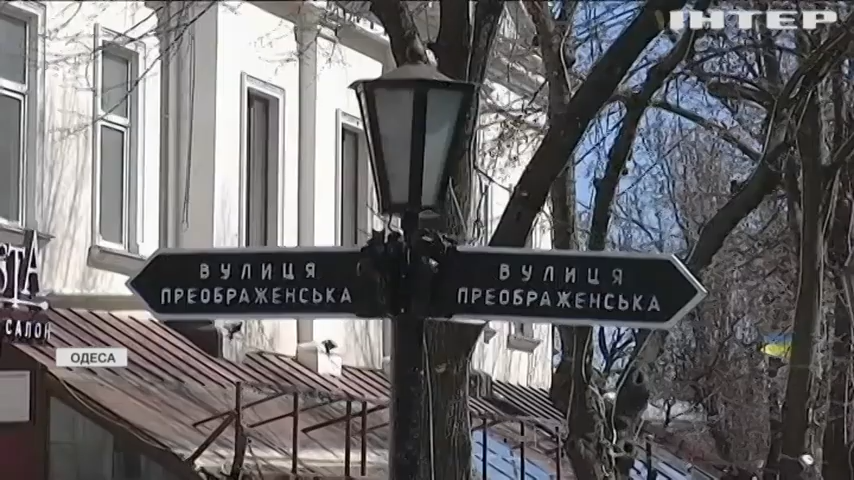 ІНТЕР
ВУЛИЦЯ
ПРЕОБРАЖЕНСЬКА
ВУЛИЦЯ
ПРЕОБРАЖЕНСЬКА
САЛОН
ОДЕСА